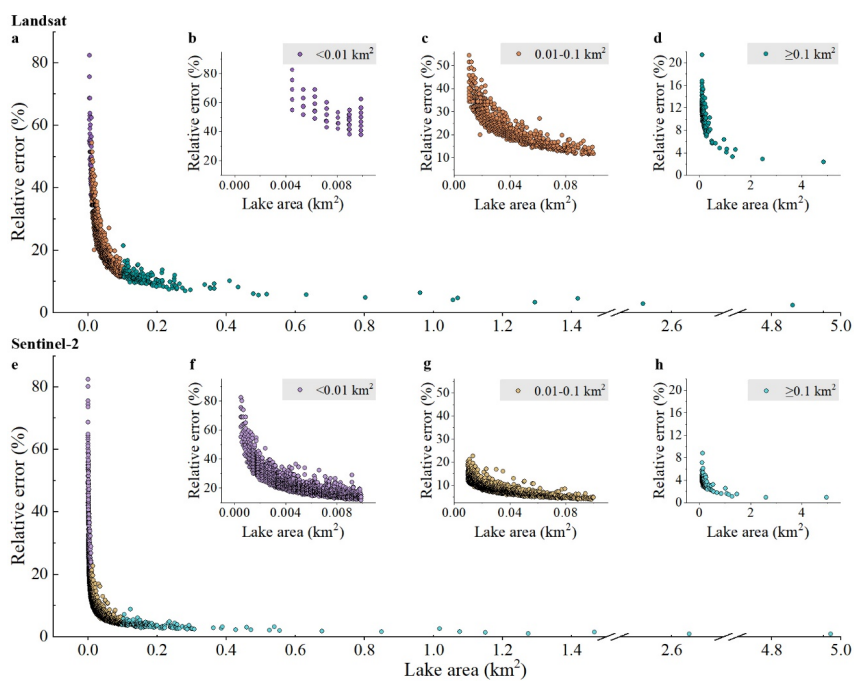 Landsat
a
b
<0.01 km²
c
0.01-0.1 km²
d
≥0.1 km²
80
60
40
20
0
Relative error (%)
80
60
40
20
Relative error (%)
0.000
0.004
0.008
Lake area (km²)
50
40
30
20
10
Relative error (%)
0.00
0.04
0.08
Lake area (km²)
20
16
12
8
4
0
Relative error (%)
0
2
4
Lake area (km²)
0.0
0.2
0.4
0.6
0.8
1.0
1.2
1.4
2.6
4.8
5.0
Sentinel-2
e
f
<0.01 km²
g
0.01-0.1 km²
h
≥0.1 km²
80
60
40
20
0
Relative error (%)
80
60
40
20
Relative error (%)
0.000
0.004
0.008
Lake area (km²)
50
40
30
20
10
Relative error (%)
0.00
0.04
0.08
Lake area (km²)
20
16
12
8
4
0
Relative error (%)
0
2
4
Lake area (km²)
0.0
0.2
0.4
0.6
0.8
1.0
1.2
1.4
2.6
4.8
5.0
Lake area (km²)